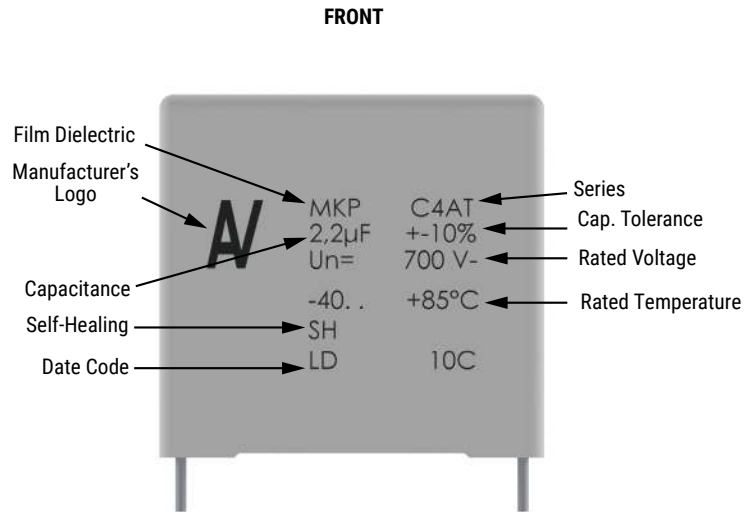 FRONT
Film Dielectric
Manufacturer's
Logo
Capacitance
Self-Healing
Date Code
AV
MKP C4AT
2,2µF +-10%
Un= 700 V-
-40. . +85°C
SH
LD 10C
Series
Cap. Tolerance
Rated Voltage
Rated Temperature